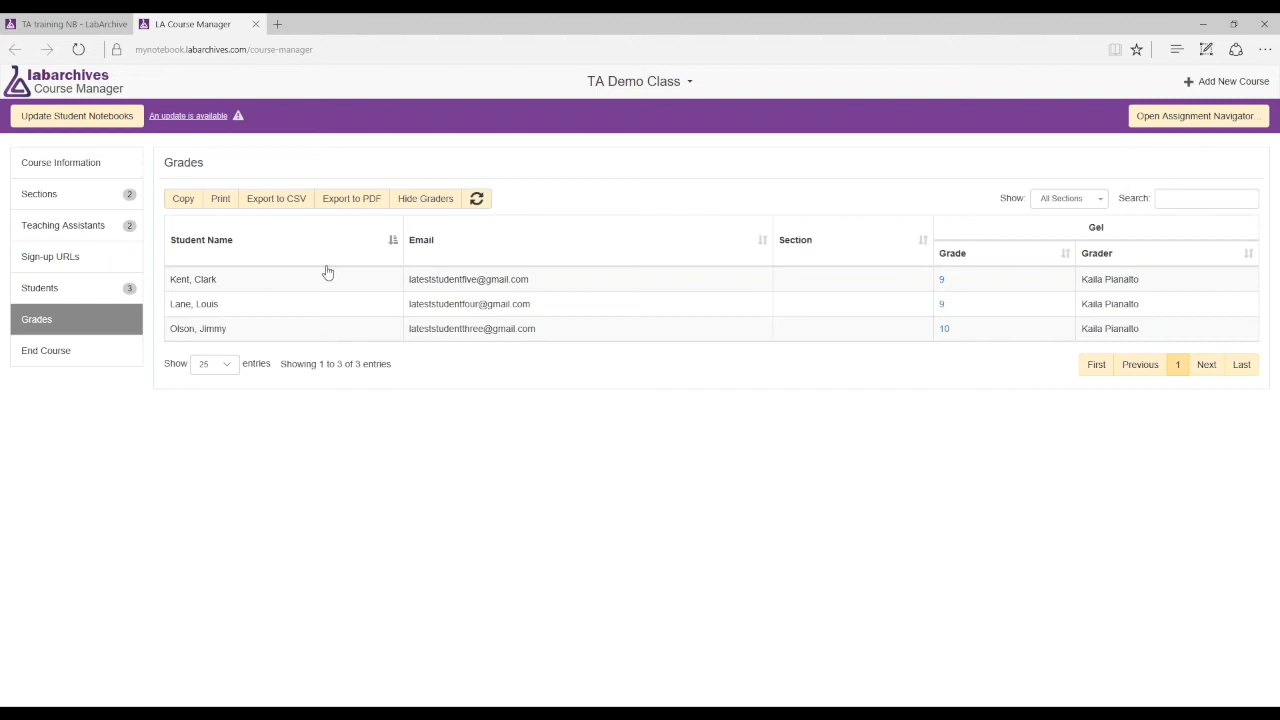 TA training NB - LabArchive
LA Course Manager
mynotebook.labarchives.com/course-manager
labarchives
Course Manager
TA Demo Class
Add New Course
Update Student Notebooks
An update is available
Open Assignment Navigator...
Course Information
Sections 2
Teaching Assistants 2
Sign-up URLs
Students 3
Grades
End Course
Grades
Copy Print Export to CSV Export to PDF Hide Graders
Show: All Sections Search:
Student Name Email Section Gel
Grade Grader
Kent, Clark lateststudentfive@gmail.com 9 Kaila Pianalto
Lane, Louis lateststudentfour@gmail.com 9 Kaila Pianalto
Olson, Jimmy lateststudentthree@gmail.com 10 Kaila Pianalto
Show 25 entries Showing 1 to 3 of 3 entries
First Previous 1 Next Last